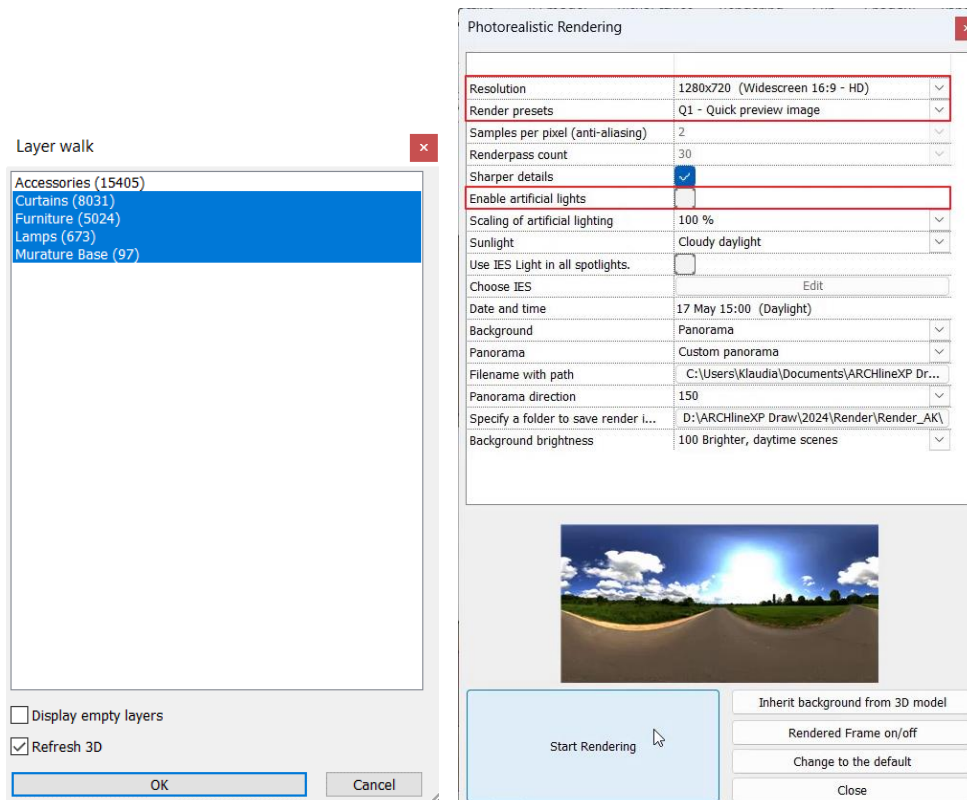 Layer walk
Accessories (15405)
Curtains (8031)
Furniture (5024)
Lamps (673)
Murature Base (97)
Display empty layers
Refresh 3D
OK
Cancel
Photorealistic Rendering
Resolution
1280x720 (Widescreen 16:9 - HD)
Render presets
Q1 - Quick preview image
Samples per pixel (anti-aliasing)
2
Renderpass count
30
Sharper details
Enable artificial lights
Scaling of artificial lighting
100 %
Sunlight
Cloudy daylight
Use IES Light in all spotlights.
Choose IES
Edit
Date and time
17 May 15:00 (Daylight)
Background
Panorama
Panorama
Custom panorama
Filename with path
C:\Users\Klaudia\Documents\ARCHlineXP Dr...
Panorama direction
150
Specify a folder to save render i...
D:\ARCHlineXP Draw\2024\Render\Render_AK\
Background brightness
100 Brighter, daytime scenes
Start Rendering
Inherit background from 3D model
Rendered Frame on/off
Change to the default
Close